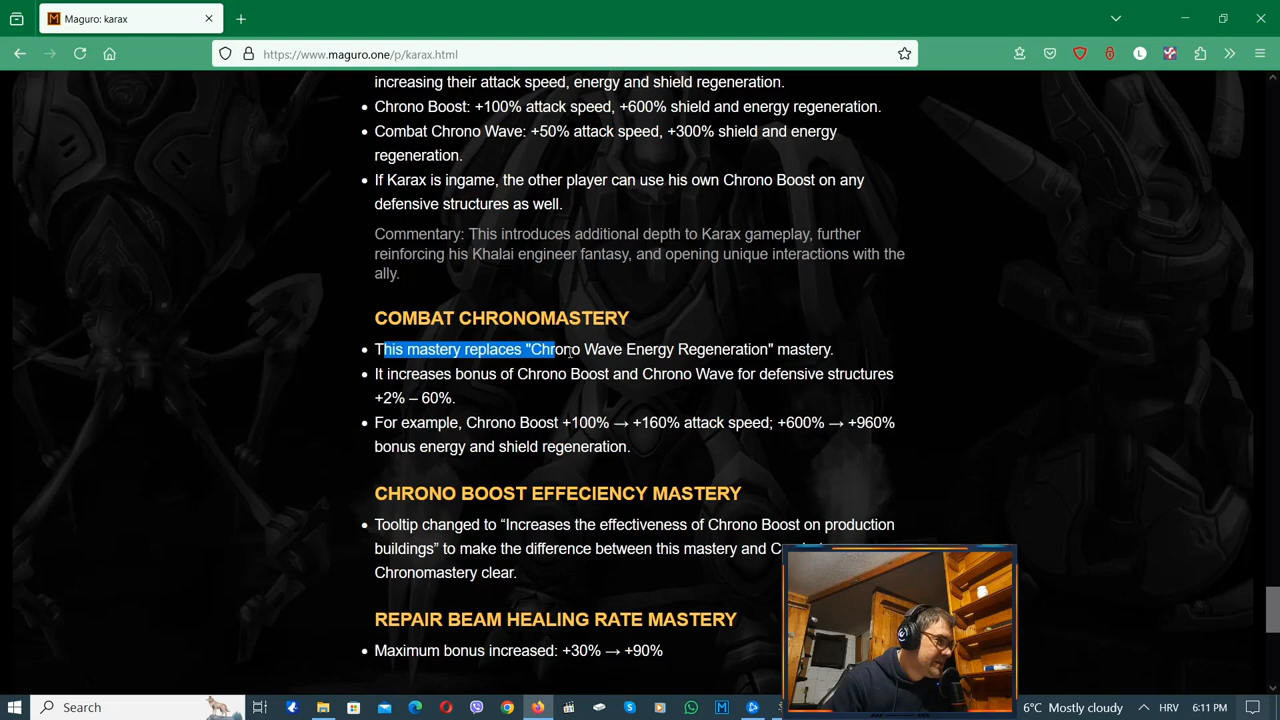 Maguro: karax
https://www.maguro.one/p/karax.html
increasing their attack speed, energy and shield regeneration.
Chrono Boost: +100% attack speed, +600% shield and energy regeneration.
Combat Chrono Wave: +50% attack speed, +300% shield and energy
regeneration.
If Karax is ingame, the other player can use his own Chrono Boost on any
defensive structures as well.
Commentary: This introduces additional depth to Karax gameplay, further
reinforcing his Khalai engineer fantasy, and opening unique interactions with the
ally.
COMBAT CHRONOMASTERY
This mastery replaces "Chrono Wave Energy Regeneration" mastery.
It increases bonus of Chrono Boost and Chrono Wave for defensive structures
+2% – 60%.
For example, Chrono Boost +100% → +160% attack speed; +600% → +960%
bonus energy and shield regeneration.
CHRONO BOOST EFFECIENCY MASTERY
Tooltip changed to “Increases the effectiveness of Chrono Boost on production
buildings” to make the difference between this mastery and
Chronomastery clear.
REPAIR BEAM HEALING RATE MASTERY
Maximum bonus increased: +30% → +90%
Search
6°C Mostly cloudy
HRV
6:11 PM